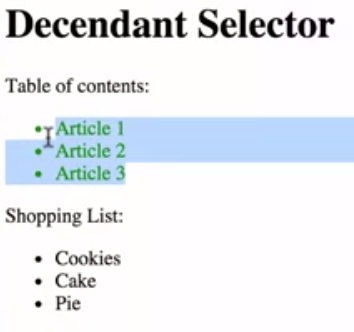 Decendant Selector
Table of contents:
• Article 1
• Article 2
• Article 3
Shopping List:
• Cookies
• Cake
• Pie